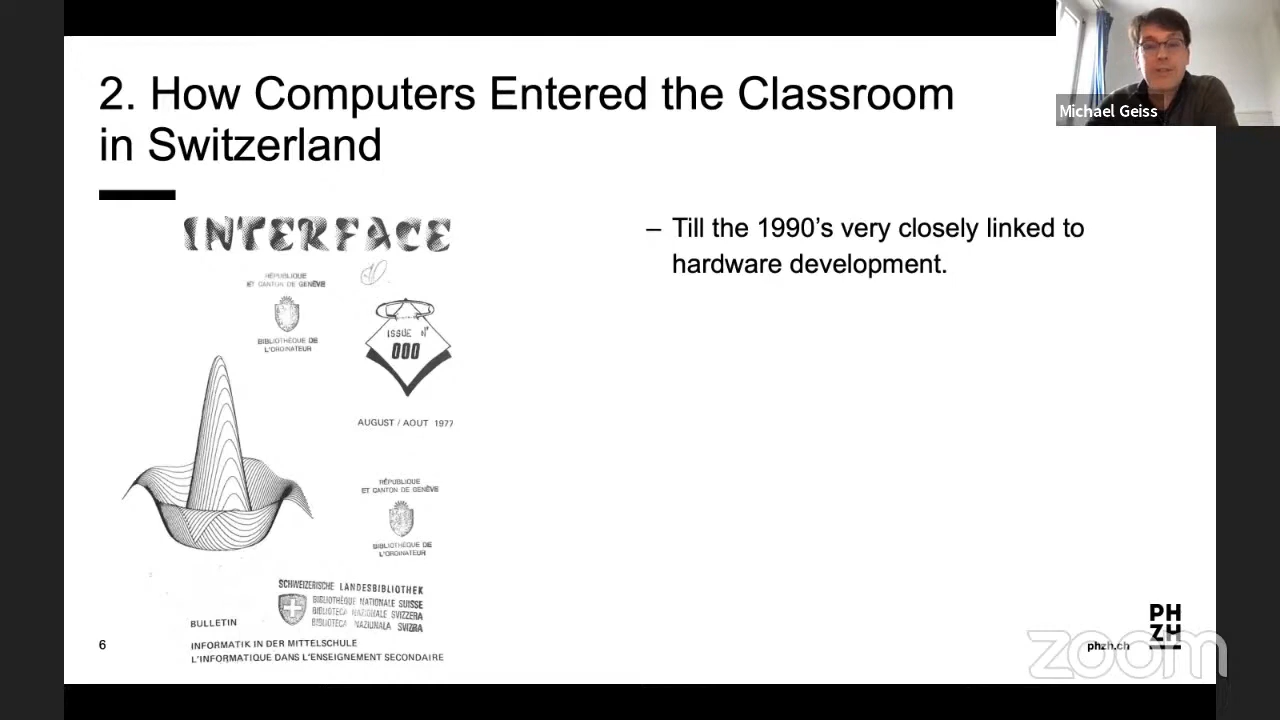 2. How Computers Entered the Classroom
in Switzerland
Michael Geiss
INTERFACE
RÉPUBLIQUE
ET CANTON DE GENÈVE
BIBLIOTHÈQUE DE
L'ORDINATEUR
ISSUE n°
000
AUGUST / AOUT 1977
RÉPUBLIQUE
ET CANTON DE GENÈVE
BIBLIOTHÈQUE DE
L'ORDINATEUR
SCHWEIZERISCHE LANDESBIBLIOTHEK
BIBLIOTHÈQUE NATIONALE SUISSE
BIBLIOTECA NAZIONALE SVIZZERA
BIBLIOTECA NAZIUNALA SVIZRA
BULLETIN
INFORMATIK IN DER MITTELSCHULE
L'INFORMATIQUE DANS L'ENSEIGNEMENT SECONDAIRE
– Till the 1990's very closely linked to
hardware development.
6
phzh.ch
PH
ZH
zoom